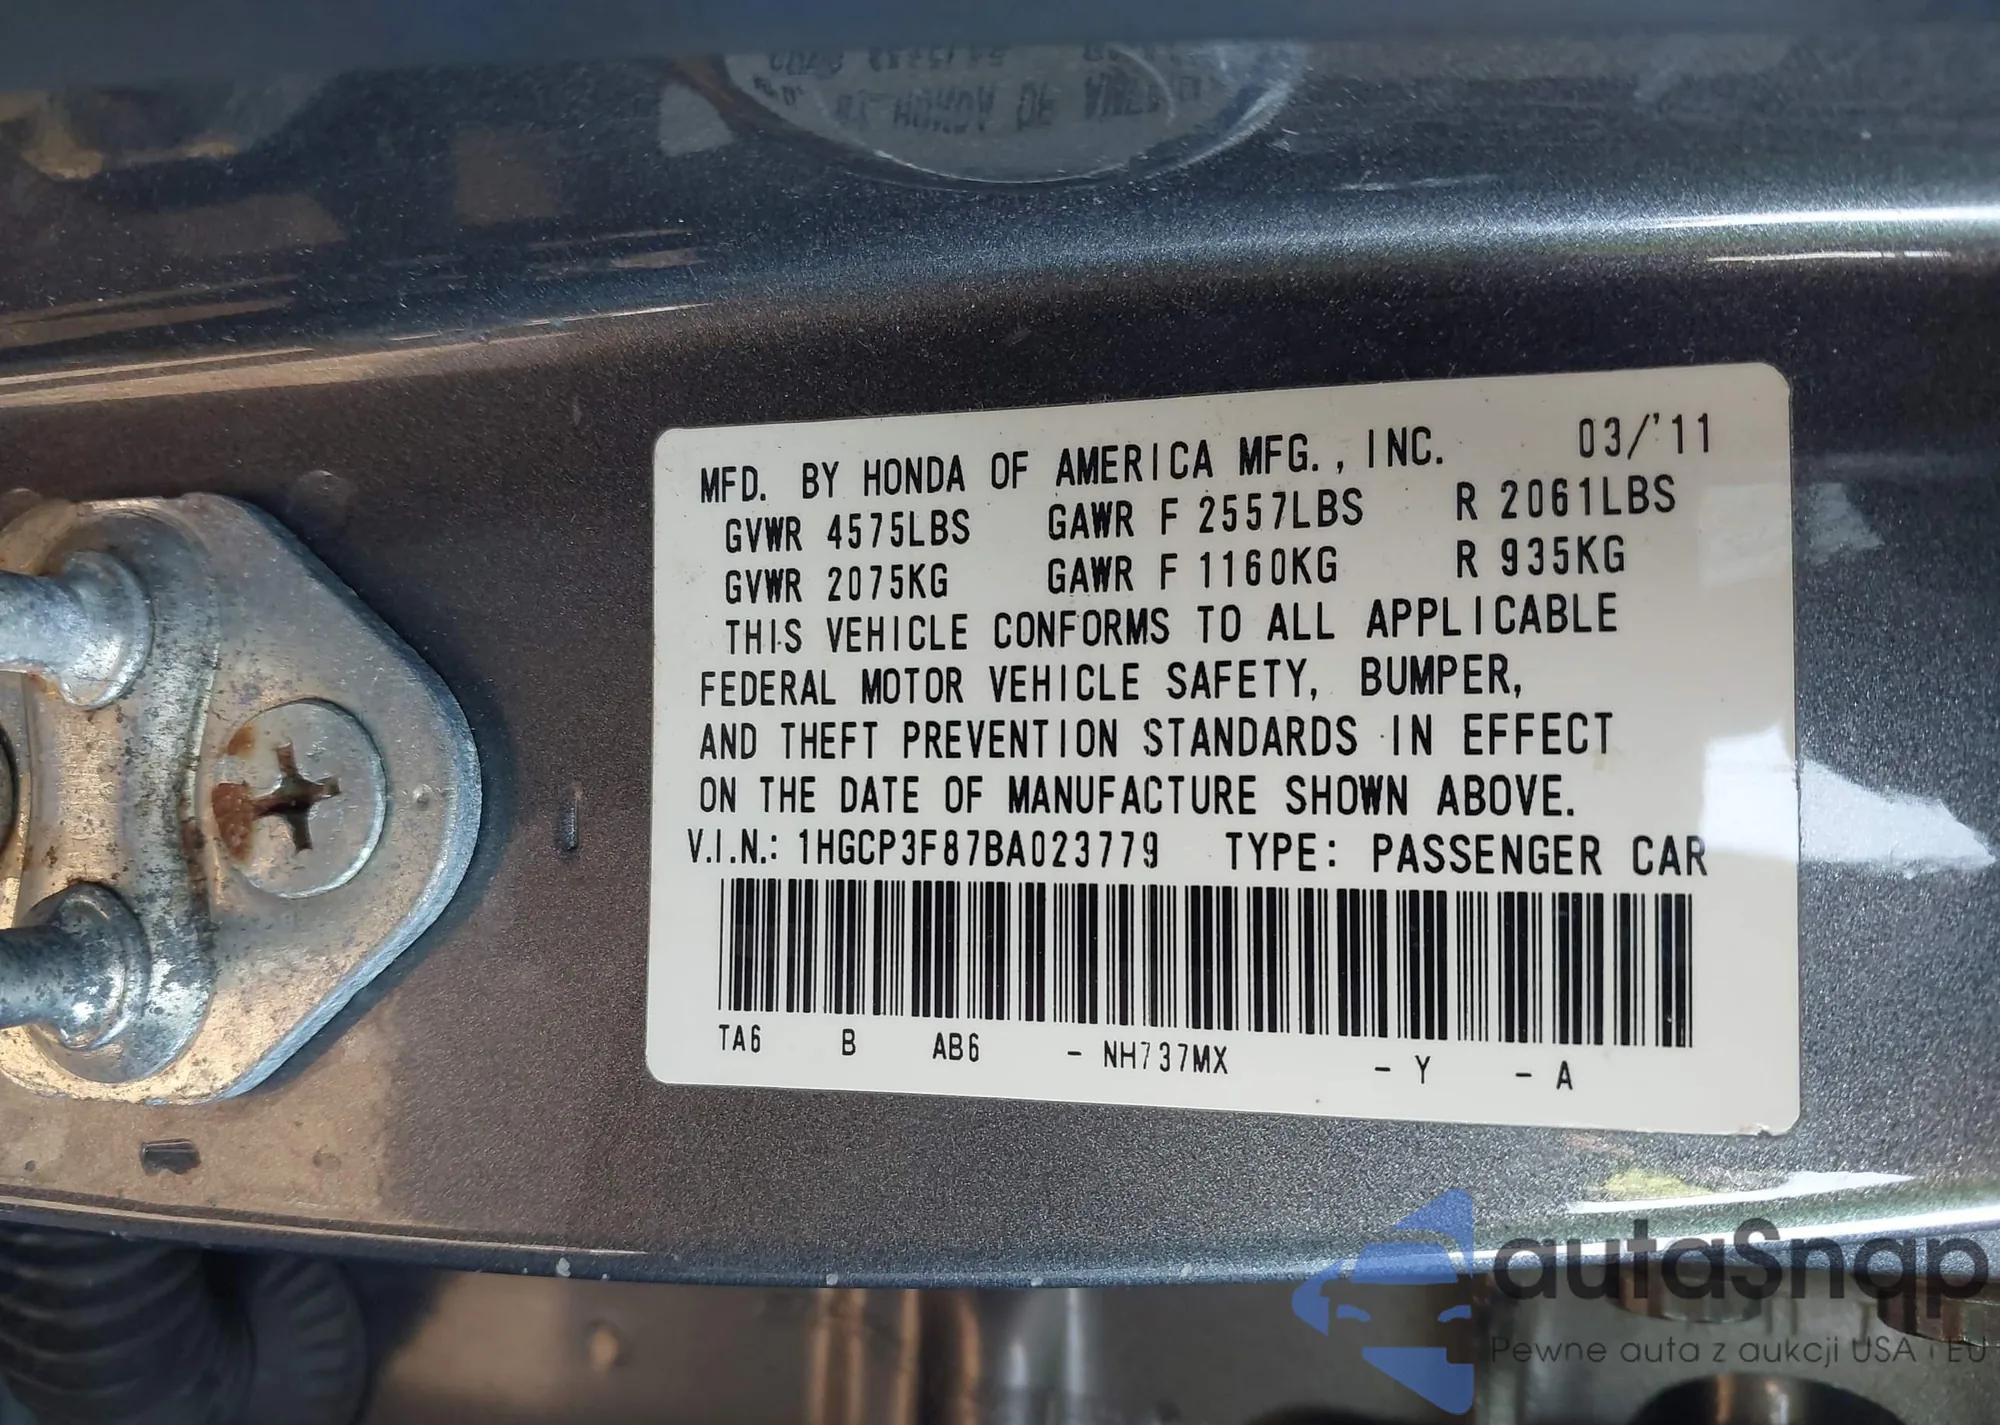 MFD. BY HONDA OF AMERICA MFG., INC. 03/'11
GVWR 4575LBS GAWR F 2557LBS R 2061LBS
GVWR 2075KG GAWR F 1160KG R 935KG
THIS VEHICLE CONFORMS TO ALL APPLICABLE
FEDERAL MOTOR VEHICLE SAFETY, BUMPER,
AND THEFT PREVENTION STANDARDS IN EFFECT
ON THE DATE OF MANUFACTURE SHOWN ABOVE.
V.I.N.: 1HGCP3F87BA023779 TYPE: PASSENGER CAR
TA6 B AB6 - NH737MX - Y - A
autaSnap
Pewne auta z aukcji USA i EU